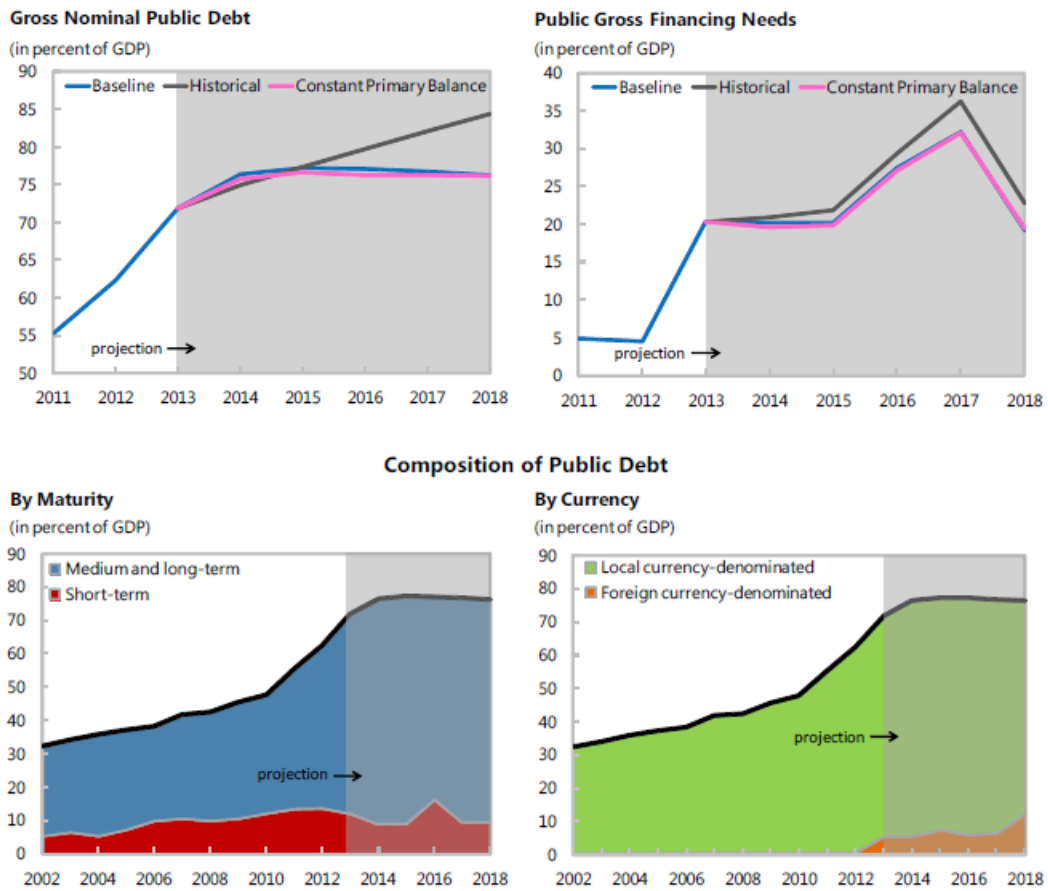 Gross Nominal Public Debt
(in percent of GDP)
90
Baseline Historical Constant Primary Balance
85
80
75
70
65
60
55
projection
50
2011 2012 2013 2014 2015 2016 2017 2018
Public Gross Financing Needs
(in percent of GDP)
40
Baseline Historical Constant Primary Balance
35
30
25
20
15
10
5
projection
0
2011 2012 2013 2014 2015 2016 2017 2018
Composition of Public Debt
By Maturity
(in percent of GDP)
90
Medium and long-term
80
Short-term
70
60
50
40
30
projection
20
10
0
2002 2004 2006 2008 2010 2012 2014 2016 2018
By Currency
(in percent of GDP)
90
Local currency-denominated
80
Foreign currency-denominated
70
60
50
40
projection
30
20
10
0
2002 2004 2006 2008 2010 2012 2014 2016 2018